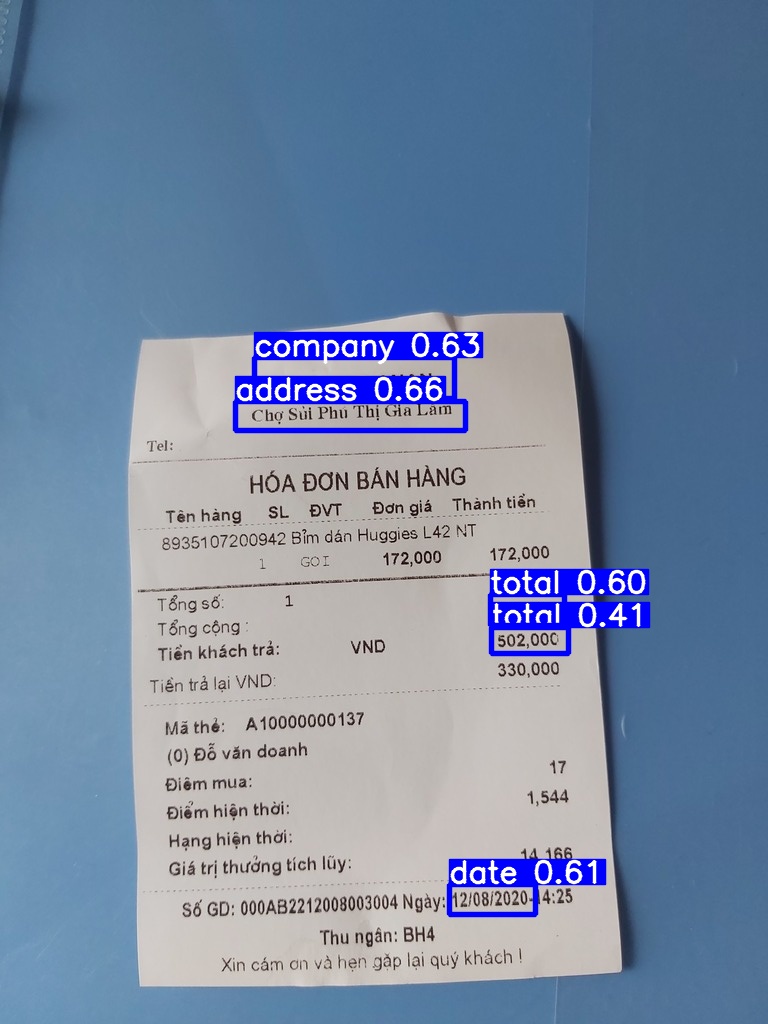 company 0.63
address 0.66
Chợ Sủi Phú Thị Gia Lâm
Tel:
HÓA ĐƠN BÁN HÀNG
Tên hàng SL ĐVT Đơn giá Thành tiền
8935107200942 Bỉm dán Huggies L42 NT
1 GOI 172,000 172,000
total 0.60
Tổng số: 1
total 0.41
Tổng cộng :
Tiền khách trả: VND 502,000
Tiền trả lại VND: 330,000
Mã thẻ: A10000000137
(0) Đỗ văn doanh
Điểm mua: 17
Điểm hiện thời: 1,544
Hạng hiện thời:
Giá trị thưởng tích lũy: 14,166
date 0.61
Số GD: 000AB2212008003004 Ngày: 12/08/2020-14:25
Thu ngân: BH4
Xin cám ơn và hẹn gặp lại quý khách !